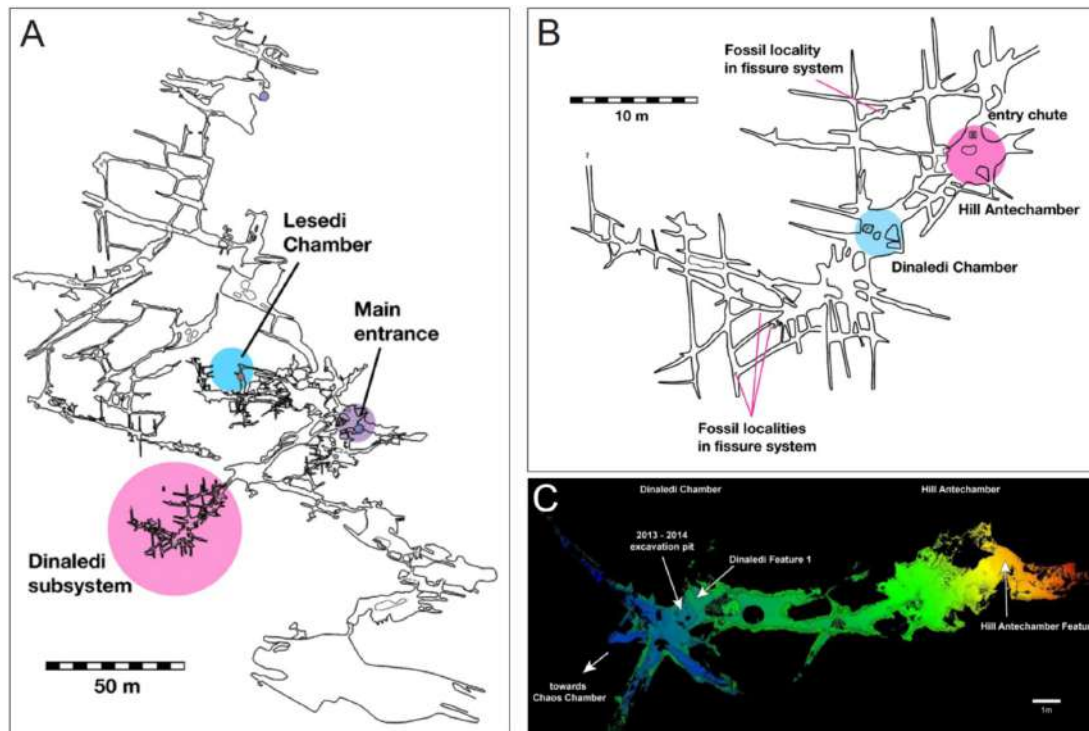 A
Lesedi
Chamber
Main
entrance
Dinaledi
subsystem
50 m
B
Fossil locality
in fissure system
10 m
entry chute
?
Hill Antechamber
Dinaledi Chamber
Fossil localities
in fissure system
C
Dinaledi Chamber
Hill Antechamber
2013 - 2014
excavation pit
Dinaledi Feature 1
Hill Antechamber Feature
towards
Chaos Chamber
1m